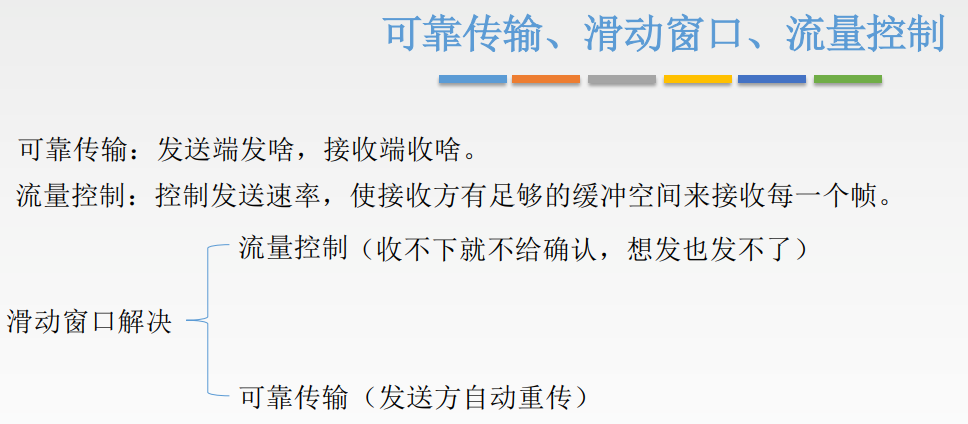 可靠传输、滑动窗口、流量控制
可靠传输：发送端发啥，接收端收啥。
流量控制：控制发送速率，使接收方有足够的缓冲空间来接收每一个帧。
流量控制（收不下就不给确认，想发也发不了）
滑动窗口解决
可靠传输（发送方自动重传）